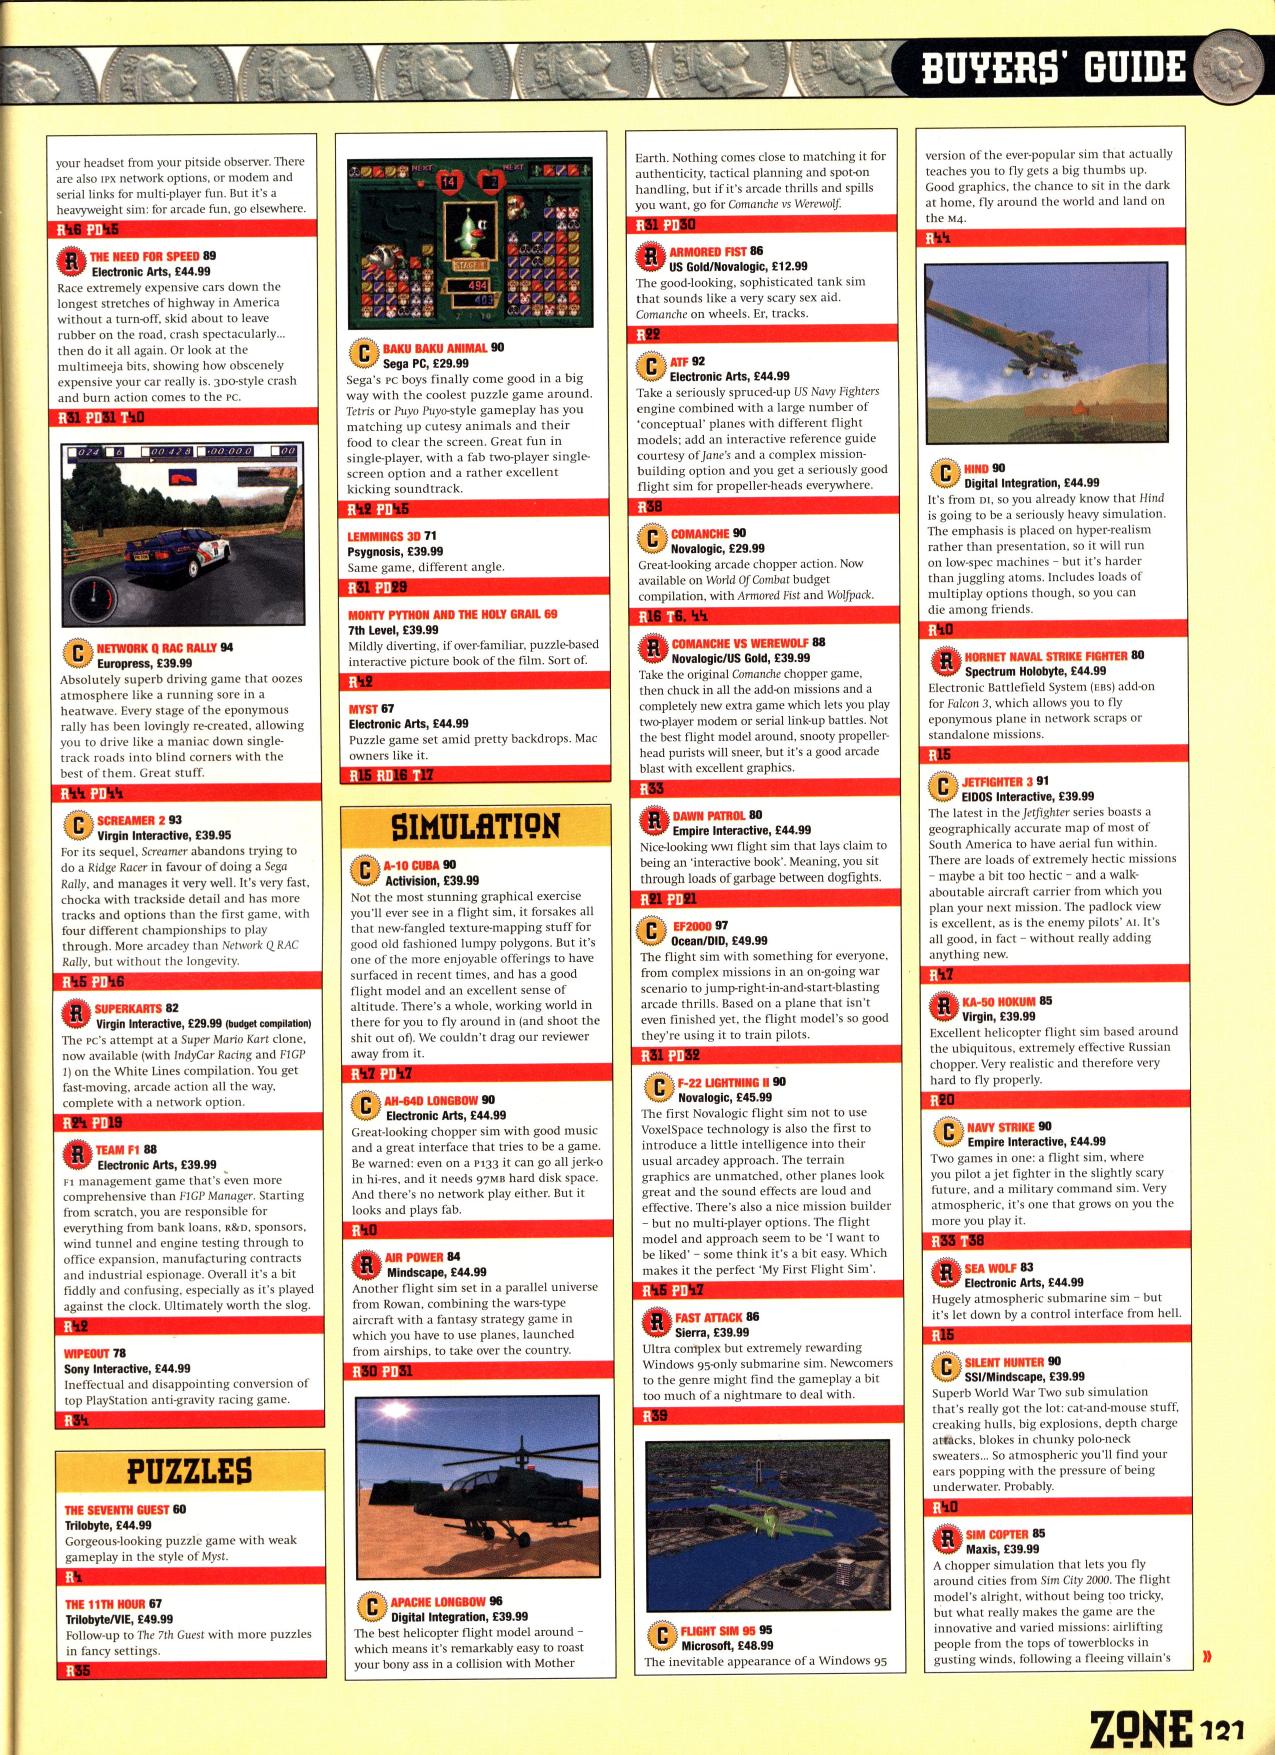 BUYERS' GUIDE
your headset from your pitside observer. There
are also IPX network options, or modem and
serial links for multi-player fun. But it's a
heavyweight sim: for arcade fun, go elsewhere.
R46 PD45
R THE NEED FOR SPEED 89
Electronic Arts, £44.99
Race extremely expensive cars down the
longest stretches of highway in America
without a turn-off, skid about to leave
rubber on the road, crash spectacularly...
then do it all again. Or look at the
multimeeja bits, showing how obscenely
expensive your car really is. 3DO-style crash
and burn action comes to the PC.
R31 PD31 T40
C NETWORK Q RAC RALLY 94
Europress, £39.99
Absolutely superb driving game that oozes
atmosphere like a running sore in a
heatwave. Every stage of the eponymous
rally has been lovingly re-created, allowing
you to drive like a maniac down single-
track roads into blind corners with the
best of them. Great stuff.
R44 PD44
C SCREAMER 2 93
Virgin Interactive, £39.95
For its sequel, Screamer abandons trying to
do a Ridge Racer in favour of doing a Sega
Rally, and manages it very well. It's very fast,
chocka with trackside detail and has more
tracks and options than the first game, with
four different championships to play
through. More arcadey than Network Q RAC
Rally, but without the longevity.
R45 PD46
R SUPERKARTS 82
Virgin Interactive, £29.99 (budget compilation)
The PC's attempt at a Super Mario Kart clone,
now available (with IndyCar Racing and F1GP
1) on the White Lines compilation. You get
fast-moving, arcade action all the way,
complete with a network option.
R24 PD19
R TEAM F1 88
Electronic Arts, £39.99
F1 management game that's even more
comprehensive than F1GP Manager. Starting
from scratch, you are responsible for
everything from bank loans, R&D, sponsors,
wind tunnel and engine testing through to
office expansion, manufacturing contracts
and industrial espionage. Overall it's a bit
fiddly and confusing, especially as it's played
against the clock. Ultimately worth the slog.
R42
WIPEOUT 78
Sony Interactive, £44.99
Ineffectual and disappointing conversion of
top PlayStation anti-gravity racing game.
R34
PUZZLES
THE SEVENTH GUEST 60
Trilobyte, £44.99
Gorgeous-looking puzzle game with weak
gameplay in the style of Myst.
R4
THE 11TH HOUR 67
Trilobyte/VIE, £49.99
Follow-up to The 7th Guest with more puzzles
in fancy settings.
R35
NEXT NEXT
14
STAGE
494
403
C BAKU BAKU ANIMAL 90
Sega PC, £29.99
Sega's PC boys finally come good in a big
way with the coolest puzzle game around.
Tetris or Puyo Puyo-style gameplay has you
matching up cutesy animals and their
food to clear the screen. Great fun in
single-player, with a fab two-player single-
screen option and a rather excellent
kicking soundtrack.
R42 PD45
LEMMINGS 3D 71
Psygnosis, £39.99
Same game, different angle.
R31 PD29
MONTY PYTHON AND THE HOLY GRAIL 69
7th Level, £39.99
Mildly diverting, if over-familiar, puzzle-based
interactive picture book of the film. Sort of.
R42
MYST 67
Electronic Arts, £44.99
Puzzle game set amid pretty backdrops. Mac
owners like it.
R15 RD16 T17
SIMULATION
C A-10 CUBA 90
Activision, £39.99
Not the most stunning graphical exercise
you'll ever see in a flight sim, it forsakes all
that new-fangled texture-mapping stuff for
good old fashioned lumpy polygons. But it's
one of the more enjoyable offerings to have
surfaced in recent times, and has a good
flight model and an excellent sense of
altitude. There's a whole, working world in
there for you to fly around in (and shoot the
shit out of). We couldn't drag our reviewer
away from it.
R47 PD47
C AH-64D LONGBOW 90
Electronic Arts, £44.99
Great-looking chopper sim with good music
and a great interface that tries to be a game.
Be warned: even on a P133 it can go all jerk-o
in hi-res, and it needs 97MB hard disk space.
And there's no network play either. But it
looks and plays fab.
R40
R AIR POWER 84
Mindscape, £44.99
Another flight sim set in a parallel universe
from Rowan, combining the wars-type
aircraft with a fantasy strategy game in
which you have to use planes, launched
from airships, to take over the country.
R30 PD31
C APACHE LONGBOW 96
Digital Integration, £39.99
The best helicopter flight model around –
which means it's remarkably easy to roast
your bony ass in a collision with Mother
Earth. Nothing comes close to matching it for
authenticity, tactical planning and spot-on
handling, but if it's arcade thrills and spills
you want, go for Comanche vs Werewolf.
R31 PD30
R ARMORED FIST 86
US Gold/Novalogic, £12.99
The good-looking, sophisticated tank sim
that sounds like a very scary sex aid.
Comanche on wheels. Er, tracks.
R22
C ATF 92
Electronic Arts, £44.99
Take a seriously spruced-up US Navy Fighters
engine combined with a large number of
'conceptual' planes with different flight
models; add an interactive reference guide
courtesy of Jane's and a complex mission-
building option and you get a seriously good
flight sim for propeller-heads everywhere.
R38
C COMANCHE 90
Novalogic, £29.99
Great-looking arcade chopper action. Now
available on World Of Combat budget
compilation, with Armored Fist and Wolfpack.
R16 T6, 44
R COMANCHE VS WEREWOLF 88
Novalogic/US Gold, £39.99
Take the original Comanche chopper game,
then chuck in all the add-on missions and a
completely new extra game which lets you play
two-player modem or serial link-up battles. Not
the best flight model around, snooty propeller-
head purists will sneer, but it's a good arcade
blast with excellent graphics.
R33
R DAWN PATROL 80
Empire Interactive, £44.99
Nice-looking WWI flight sim that lays claim to
being an 'interactive book'. Meaning, you sit
through loads of garbage between dogfights.
R21 PD21
C EF2000 97
Ocean/DID, £49.99
The flight sim with something for everyone,
from complex missions in an on-going war
scenario to jump-right-in-and-start-blasting
arcade thrills. Based on a plane that isn't
even finished yet, the flight model's so good
they're using it to train pilots.
R31 PD32
C F-22 LIGHTNING II 90
Novalogic, £45.99
The first Novalogic flight sim not to use
VoxelSpace technology is also the first to
introduce a little intelligence into their
usual arcadey approach. The terrain
graphics are unmatched, other planes look
great and the sound effects are loud and
effective. There's also a nice mission builder
– but no multi-player options. The flight
model and approach seem to be 'I want to
be liked' – some think it's a bit easy. Which
makes it the perfect 'My First Flight Sim'.
R45 PD47
R FAST ATTACK 86
Sierra, £39.99
Ultra complex but extremely rewarding
Windows 95-only submarine sim. Newcomers
to the genre might find the gameplay a bit
too much of a nightmare to deal with.
R39
C FLIGHT SIM 95 95
Microsoft, £48.99
The inevitable appearance of a Windows 95
version of the ever-popular sim that actually
teaches you to fly gets a big thumbs up.
Good graphics, the chance to sit in the dark
at home, fly around the world and land on
the M4.
R44
C HIND 90
Digital Integration, £44.99
It's from DI, so you already know that Hind
is going to be a seriously heavy simulation.
The emphasis is placed on hyper-realism
rather than presentation, so it will run
on low-spec machines – but it's harder
than juggling atoms. Includes loads of
multiplay options though, so you can
die among friends.
R40
R HORNET NAVAL STRIKE FIGHTER 80
Spectrum Holobyte, £44.99
Electronic Battlefield System (EBS) add-on
for Falcon 3, which allows you to fly
eponymous plane in network scraps or
standalone missions.
R15
C JETFIGHTER 3 91
EIDOS Interactive, £39.99
The latest in the Jetfighter series boasts a
geographically accurate map of most of
South America to have aerial fun within.
There are loads of extremely hectic missions
– maybe a bit too hectic – and a walk-
aboutable aircraft carrier from which you
plan your next mission. The padlock view
is excellent, as is the enemy pilots' AI. It's
all good, in fact – without really adding
anything new.
R47
R KA-50 HOKUM 85
Virgin, £39.99
Excellent helicopter flight sim based around
the ubiquitous, extremely effective Russian
chopper. Very realistic and therefore very
hard to fly properly.
R20
C NAVY STRIKE 90
Empire Interactive, £44.99
Two games in one: a flight sim, where
you pilot a jet fighter in the slightly scary
future, and a military command sim. Very
atmospheric, it's one that grows on you the
more you play it.
R33 T38
R SEA WOLF 83
Electronic Arts, £44.99
Hugely atmospheric submarine sim – but
it's let down by a control interface from hell.
R15
C SILENT HUNTER 90
SSI/Mindscape, £39.99
Superb World War Two sub simulation
that's really got the lot: cat-and-mouse stuff,
creaking hulls, big explosions, depth charge
attacks, blokes in chunky polo-neck
sweaters... So atmospheric you'll find your
ears popping with the pressure of being
underwater. Probably.
R40
R SIM COPTER 85
Maxis, £39.99
A chopper simulation that lets you fly
around cities from Sim City 2000. The flight
model's alright, without being too tricky,
but what really makes the game are the
innovative and varied missions: airlifting
people from the tops of towerblocks in
gusting winds, following a fleeing villain's
»
ZONE 121